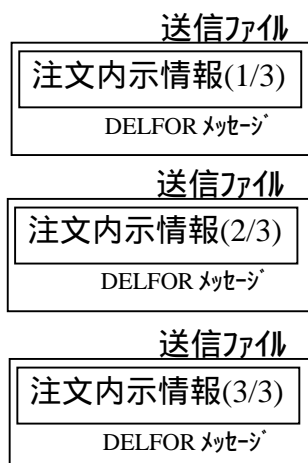 送信ﾌｧｲﾙ
注文内示情報(1/3)
DELFOR ﾒｯｾｰｼﾞ
送信ﾌｧｲﾙ
注文内示情報(2/3)
DELFOR ﾒｯｾｰｼﾞ
送信ﾌｧｲﾙ
注文内示情報(3/3)
DELFOR ﾒｯｾｰｼﾞ